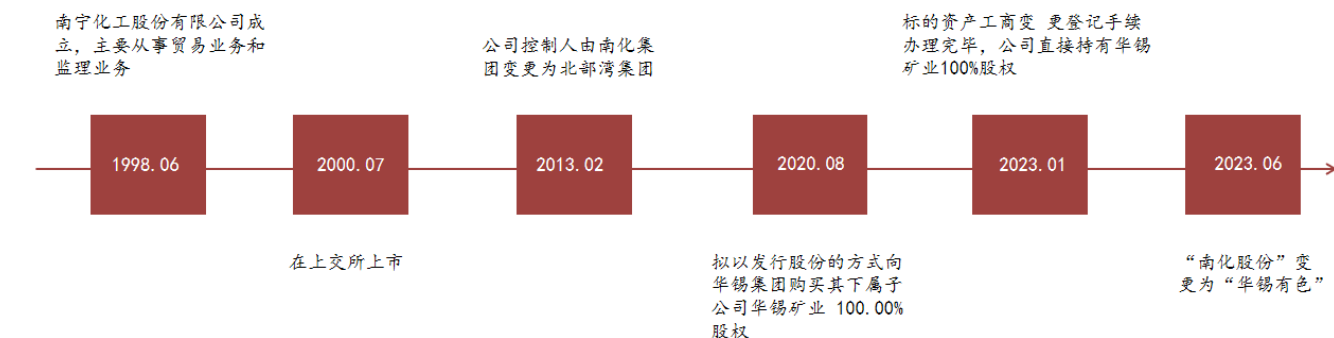 南宁化工股份有限公司成
立，主要从事贸易业务和
监理业务
公司控制人由南化集
团变更为北部湾集团
标的资产工商变 更登记手续
办理完毕，公司直接持有华锡
矿业100%股权
1998.06
2000.07
2013.02
2020.08
2023.01
2023.06
在上交所上市
拟以发行股份的方式向
华锡集团购买其下属子
公司华锡矿业 100.00%
股权
“南化股份”变
更为“华锡有色”